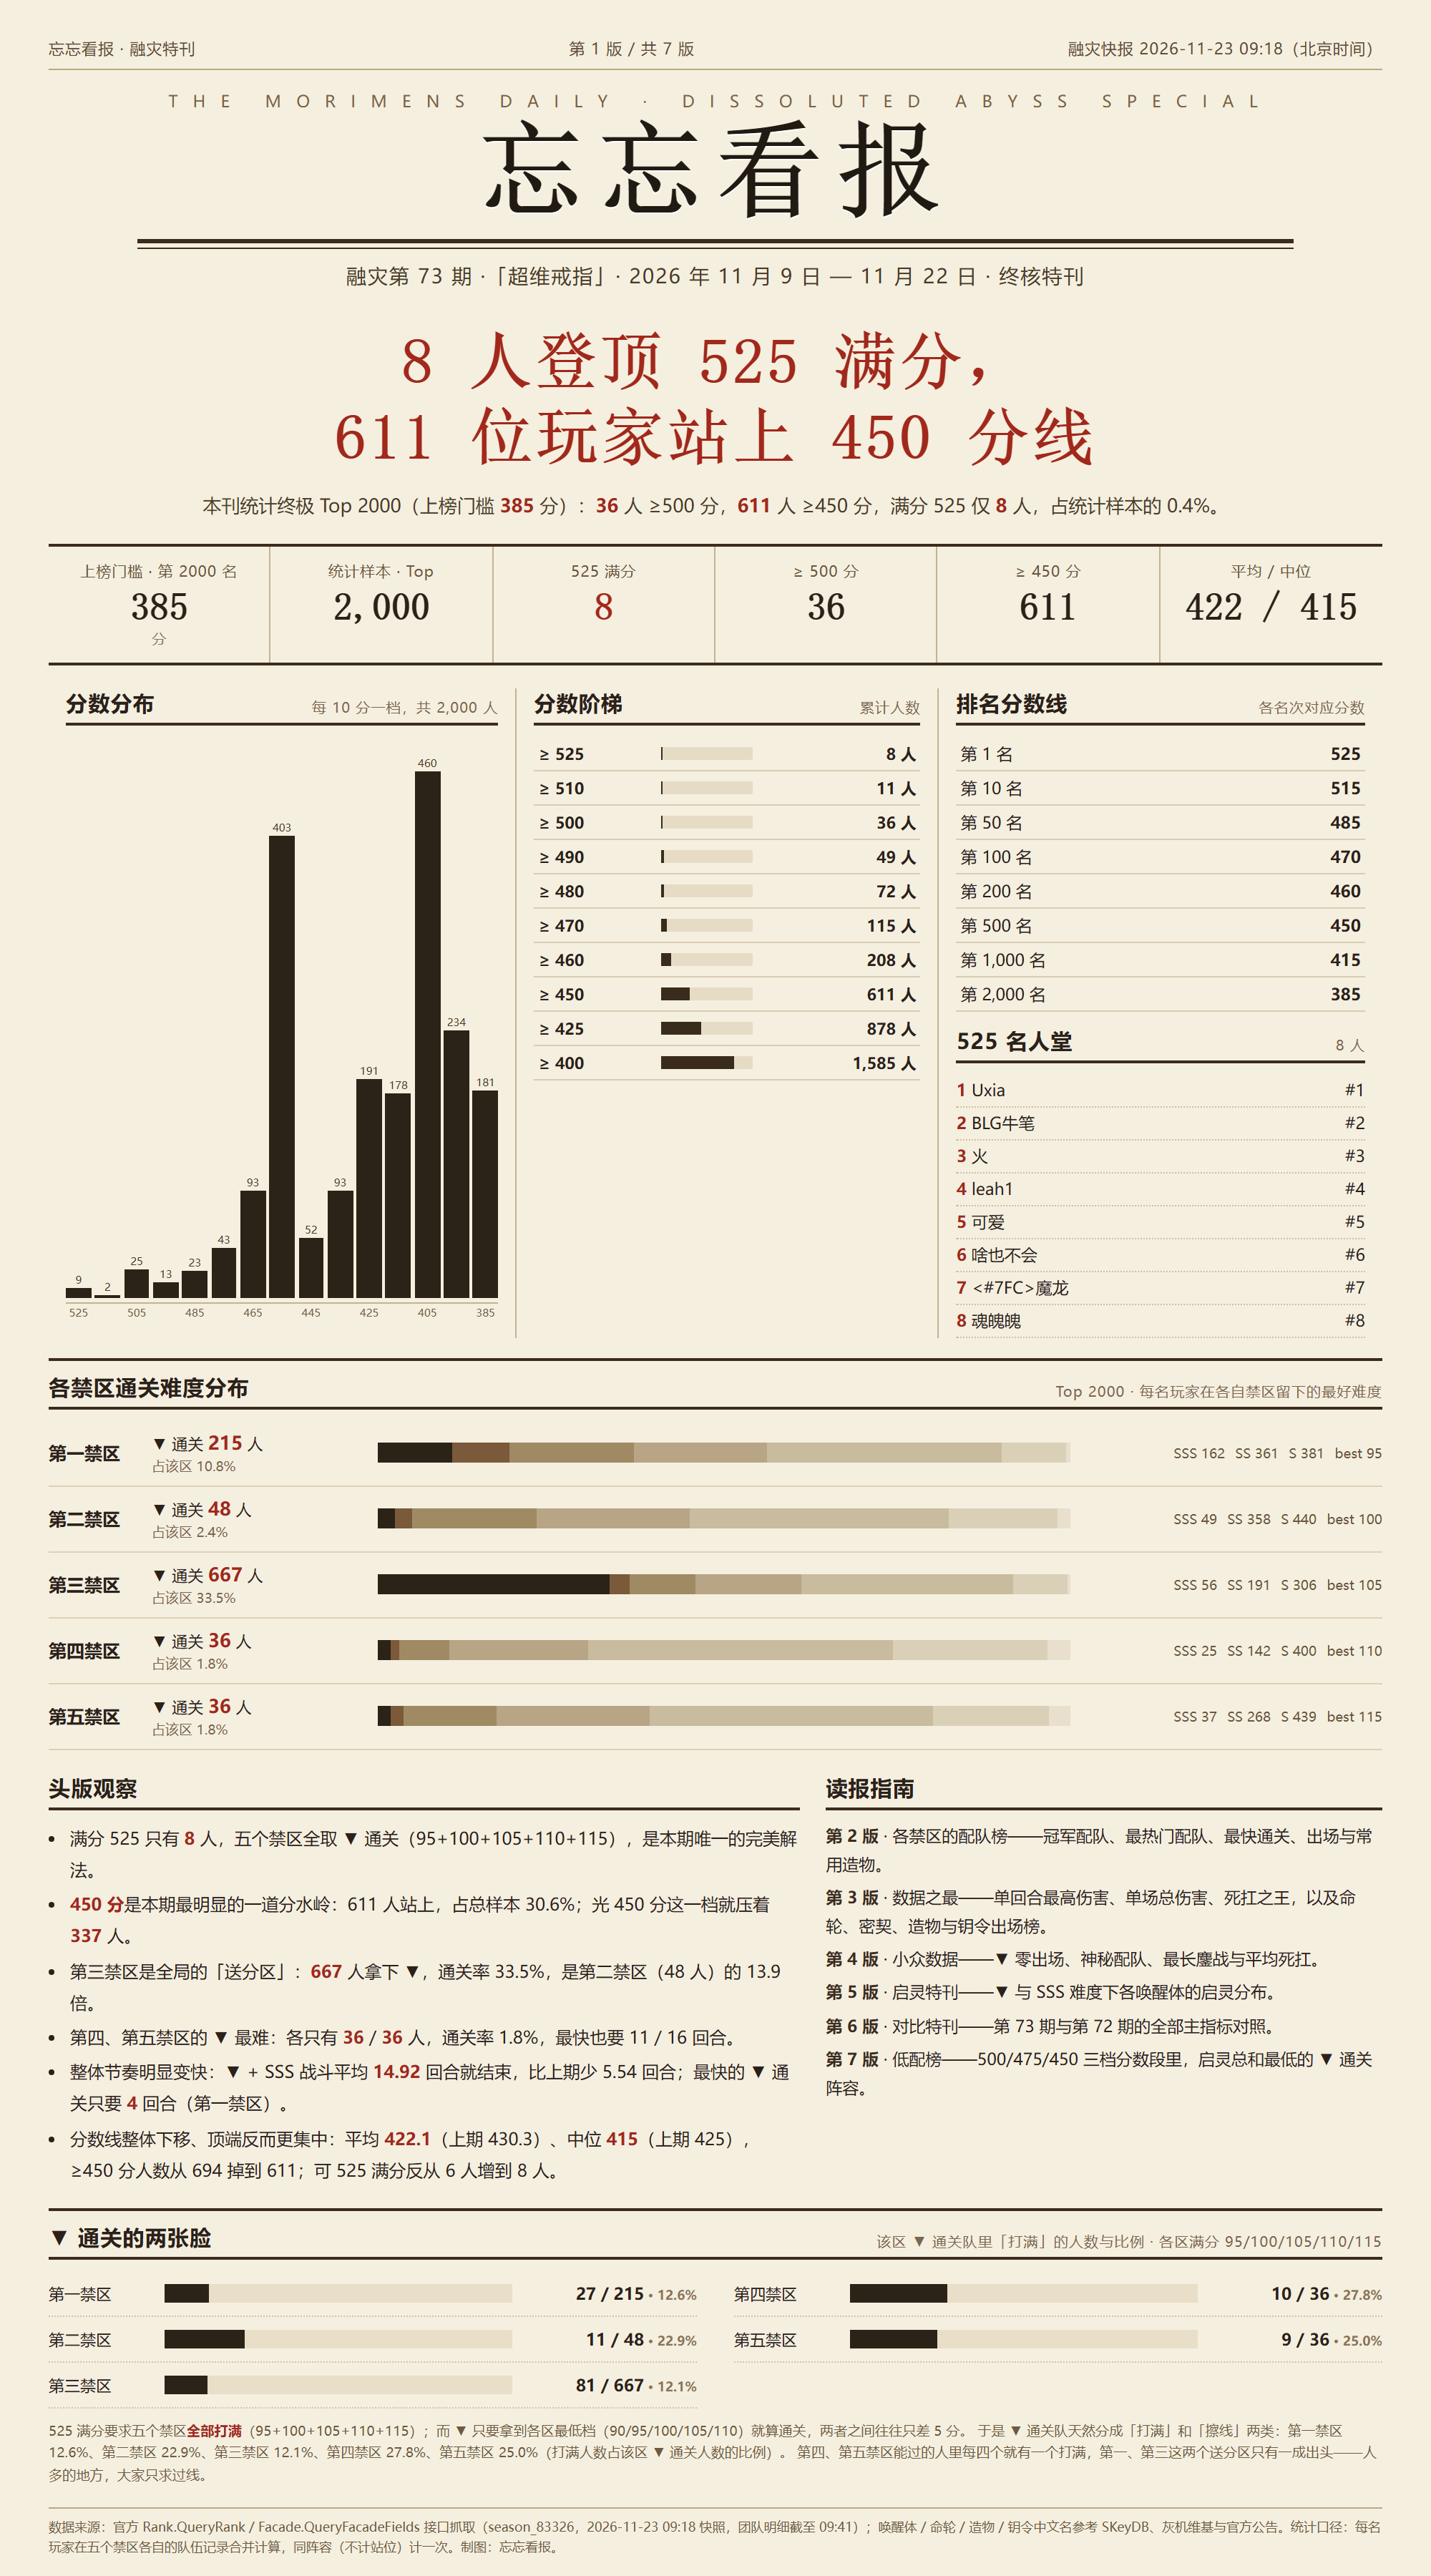 忘忘看报 · 融灾特刊
第 1 版 / 共 7 版
融灾快报 2026-11-23 09:18（北京时间）
THE MORIMENS DAILY · DISSOLUTED ABYSS SPECIAL
忘忘看报
融灾第 73 期 ·「超维戒指」· 2026 年 11 月 9 日 — 11 月 22 日 · 终核特刊
8 人登顶 525 满分，
611 位玩家站上 450 分线
本刊统计终极 Top 2000（上榜门槛 385 分）：36 人 ≥500 分，611 人 ≥450 分，满分 525 仅 8 人，占统计样本的 0.4%。
上榜门槛 · 第 2000 名
385
分
统计样本 · Top
2,000
525 满分
8
≥ 500 分
36
≥ 450 分
611
平均 / 中位
422 / 415
分数分布
每 10 分一档，共 2,000 人
9
2
25
13
23
43
93
403
52
93
191
178
460
234
181
525
505
485
465
445
425
405
385
分数阶梯
累计人数
≥ 525 8 人
≥ 510 11 人
≥ 500 36 人
≥ 490 49 人
≥ 480 72 人
≥ 470 115 人
≥ 460 208 人
≥ 450 611 人
≥ 425 878 人
≥ 400 1,585 人
排名分数线
各名次对应分数
第 1 名 525
第 10 名 515
第 50 名 485
第 100 名 470
第 200 名 460
第 500 名 450
第 1,000 名 415
第 2,000 名 385
525 名人堂
8 人
1 Uxia #1
2 BLG牛笔 #2
3 火 #3
4 leah1 #4
5 可爱 #5
6 啥也不会 #6
7 <#7FC>魔龙 #7
8 魂魄魄 #8
各禁区通关难度分布
Top 2000 · 每名玩家在各自禁区留下的最好难度
第一禁区
▼ 通关 215 人
占该区 10.8%
SSS 162 SS 361 S 381 best 95
第二禁区
▼ 通关 48 人
占该区 2.4%
SSS 49 SS 358 S 440 best 100
第三禁区
▼ 通关 667 人
占该区 33.5%
SSS 56 SS 191 S 306 best 105
第四禁区
▼ 通关 36 人
占该区 1.8%
SSS 25 SS 142 S 400 best 110
第五禁区
▼ 通关 36 人
占该区 1.8%
SSS 37 SS 268 S 439 best 115
头版观察
• 满分 525 只有 8 人，五个禁区全取 ▼ 通关（95+100+105+110+115），是本期唯一的完美解
法。
• 450 分是本期最明显的一道分水岭：611 人站上，占总样本 30.6%；光 450 分这一档就压着
337 人。
• 第三禁区是全局的「送分区」：667 人拿下 ▼，通关率 33.5%，是第二禁区（48 人）的 13.9
倍。
• 第四、第五禁区的 ▼ 最难：各只有 36 / 36 人，通关率 1.8%，最快也要 11 / 16 回合。
• 整体节奏明显变快：▼ + SSS 战斗平均 14.92 回合就结束，比上期少 5.54 回合；最快的 ▼ 通
关只要 4 回合（第一禁区）。
• 分数线整体下移、顶端反而更集中：平均 422.1（上期 430.3）、中位 415（上期 425），
≥450 分人数从 694 掉到 611；可 525 满分反从 6 人增到 8 人。
读报指南
第 2 版 · 各禁区的配队榜——冠军配队、最热门配队、最快通关、出场与常
用造物。
第 3 版 · 数据之最——单回合最高伤害、单场总伤害、死扛之王，以及命
轮、密契、造物与钥令出场榜。
第 4 版 · 小众数据——▼ 零出场、神秘配队、最长鏖战与平均死扛。
第 5 版 · 启灵特刊——▼ 与 SSS 难度下各唤醒体的启灵分布。
第 6 版 · 对比特刊——第 73 期与第 72 期的全部主指标对照。
第 7 版 · 低配榜——500/475/450 三档分数段里，启灵总和最低的 ▼ 通关
阵容。
▼ 通关的两张脸
该区 ▼ 通关队里「打满」的人数与比例 · 各区满分 95/100/105/110/115
第一禁区 27 / 215 • 12.6%
第二禁区 11 / 48 • 22.9%
第三禁区 81 / 667 • 12.1%
第四禁区 10 / 36 • 27.8%
第五禁区 9 / 36 • 25.0%
525 满分要求五个禁区全部打满（95+100+105+110+115）；而 ▼ 只要拿到各区最低档（90/95/100/105/110）就算通关，两者之间往往只差 5 分。 于是 ▼ 通关队天然分成「打满」和「擦线」两类：第一禁区
12.6%、第二禁区 22.9%、第三禁区 12.1%、第四禁区 27.8%、第五禁区 25.0%（打满人数占该区 ▼ 通关人数的比例）。 第四、第五禁区能过的人里每四个就有一个打满，第一、第三这两个送分区只有一成出头——人
多的地方，大家只求过线。
数据来源：官方 Rank.QueryRank / Facade.QueryFacadeFields 接口抓取（season_83326，2026-11-23 09:18 快照，团队明细截至 09:41）；唤醒体 / 命轮 / 造物 / 钥令中文名参考 SKeyDB、灰机维基与官方公告。统计口径：每名
玩家在五个禁区各自的队伍记录合并计算，同阵容（不计站位）计一次。制图：忘忘看报。